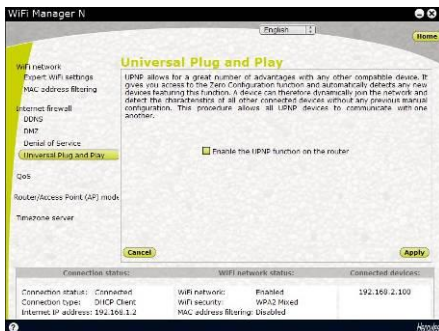 WiFi Manager N
English
Home
WiFi network
Expert WiFi settings
MAC address filtering
Internet firewall
DDNS
DMZ
Denial of Service
Universal Plug and Play
QoS
Router/Access Point (AP) mode
Timezone server
Universal Plug and Play
UPNP allows for a great number of advantages with any other compatible device. It
gives you access to the Zero Configuration function and automatically detects any new
devices featuring this function. A device can therefore dynamically join the network and
detect the characteristics of all other connected devices without any previous manual
configuration. This procedure allows all UPNP devices to communicate with one
another.
Enable the UPNP function on the router
Cancel
Apply
Connection status:
Connection status: Connected
Connection type: DHCP Client
Internet IP address: 192.168.1.2
WiFi network status:
WiFi network: Enabled
WiFi security: WPA2 Mixed
MAC address filtering: Disabled
Connected devices:
192.168.2.100
?
Hercules